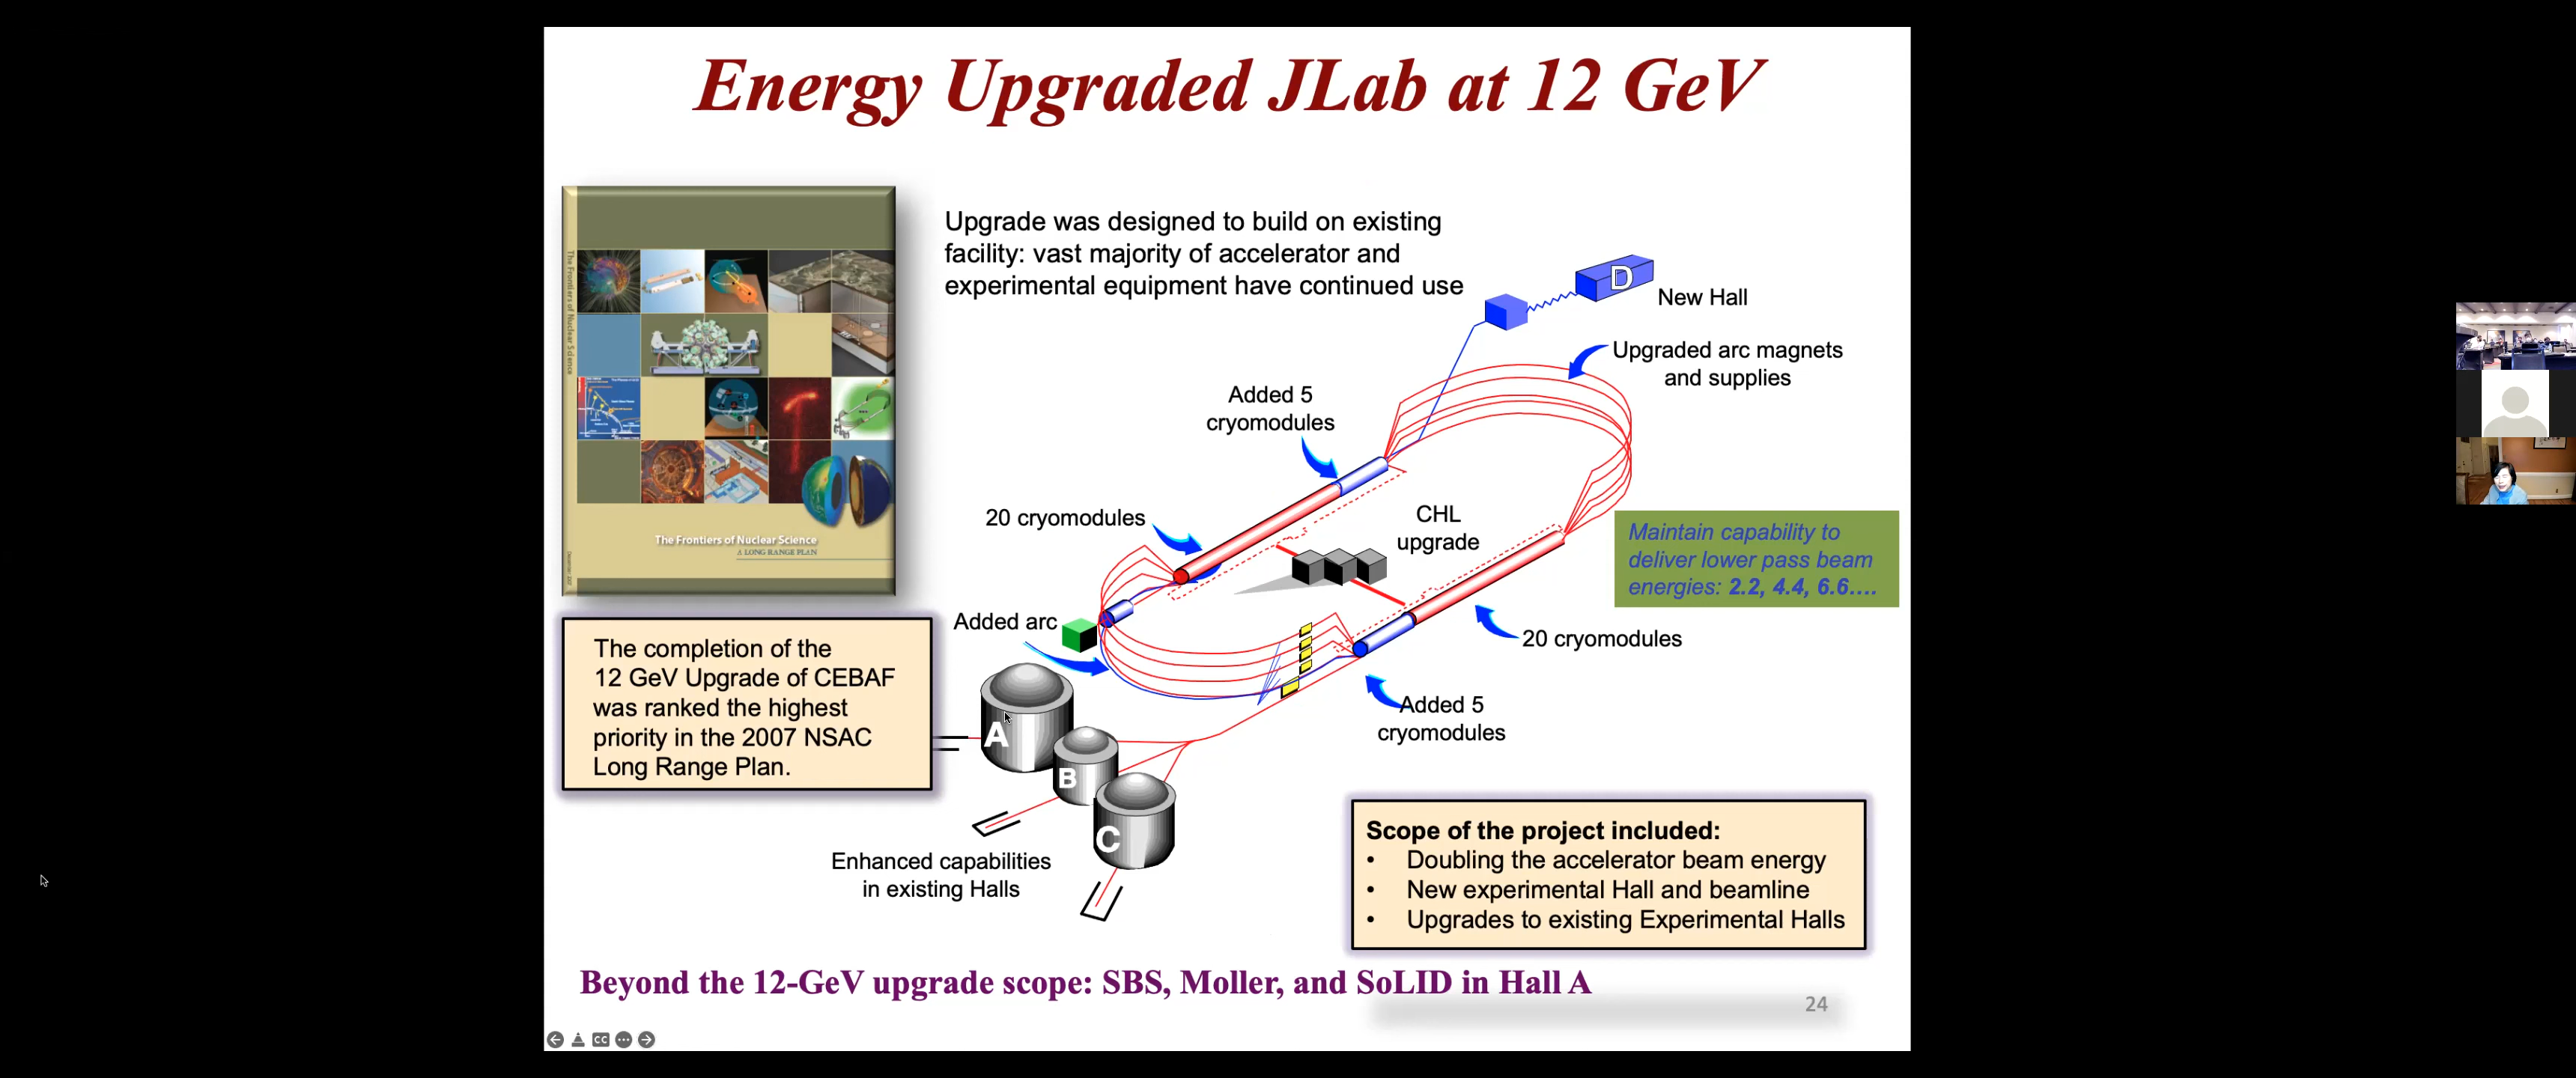 Energy Upgraded JLab at 12 GeV
The Frontiers of Nuclear Science
The Frontiers of Nuclear Science
A LONG RANGE PLAN
The completion of the
12 GeV Upgrade of CEBAF
was ranked the highest
priority in the 2007 NSAC
Long Range Plan.
Upgrade was designed to build on existing
facility: vast majority of accelerator and
experimental equipment have continued use
D
New Hall
Upgraded arc magnets
and supplies
Added 5
cryomodules
20 cryomodules
CHL
upgrade
Maintain capability to
deliver lower pass beam
energies: 2.2, 4.4, 6.6....
Added arc
20 cryomodules
Added 5
cryomodules
A
B
C
Enhanced capabilities
in existing Halls
Scope of the project included:
• Doubling the accelerator beam energy
• New experimental Hall and beamline
• Upgrades to existing Experimental Halls
Beyond the 12-GeV upgrade scope: SBS, Moller, and SoLID in Hall A
24
CC